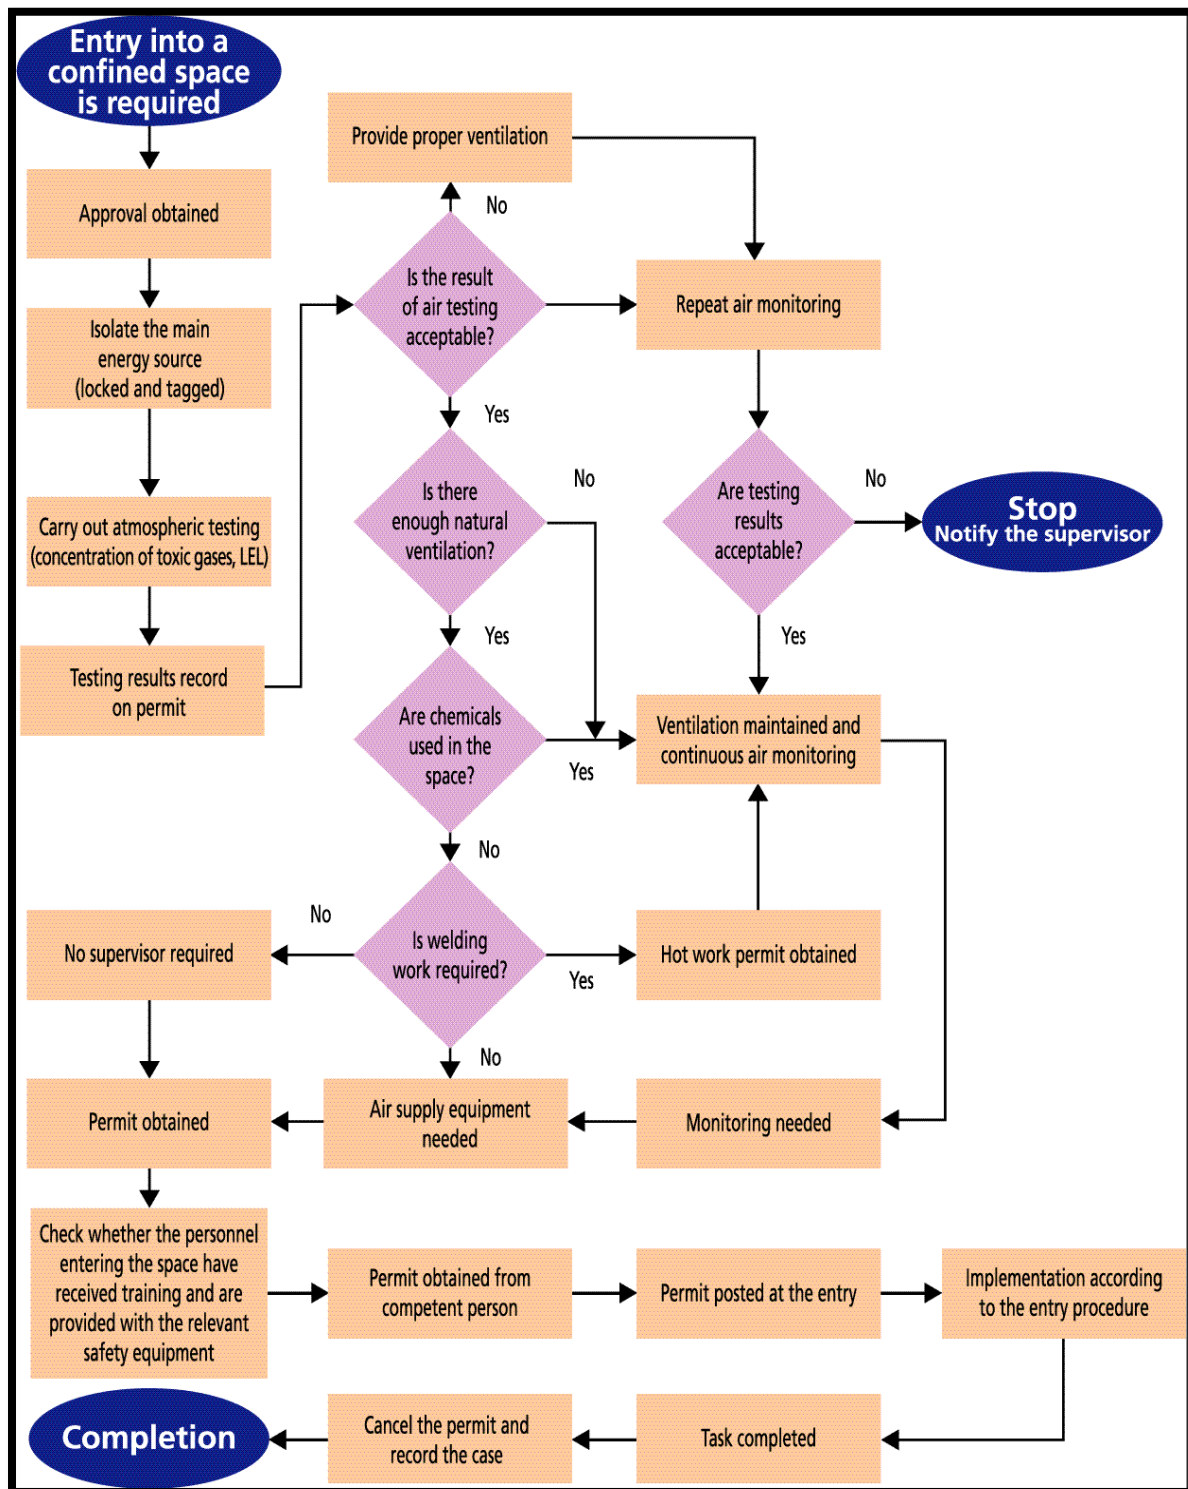 Entry into a
confined space
is required
Approval obtained
Isolate the main
energy source
(locked and tagged)
Carry out atmospheric testing
(concentration of toxic gases, LEL)
Testing results record
on permit
Provide proper ventilation
No
Is the result
of air testing
acceptable?
Repeat air monitoring
Yes
Is there
enough natural
ventilation?
No
Are testing
results
acceptable?
No
Stop
Notify the supervisor
Yes
Yes
Are chemicals
used in the
space?
Yes
Ventilation maintained and
continuous air monitoring
No
No supervisor required
No
Is welding
work required?
Yes
Hot work permit obtained
No
Permit obtained
Air supply equipment
needed
Monitoring needed
Check whether the personnel
entering the space have
received training and are
provided with the relevant
safety equipment
Permit obtained from
competent person
Permit posted at the entry
Implementation according
to the entry procedure
Completion
Cancel the permit and
record the case
Task completed